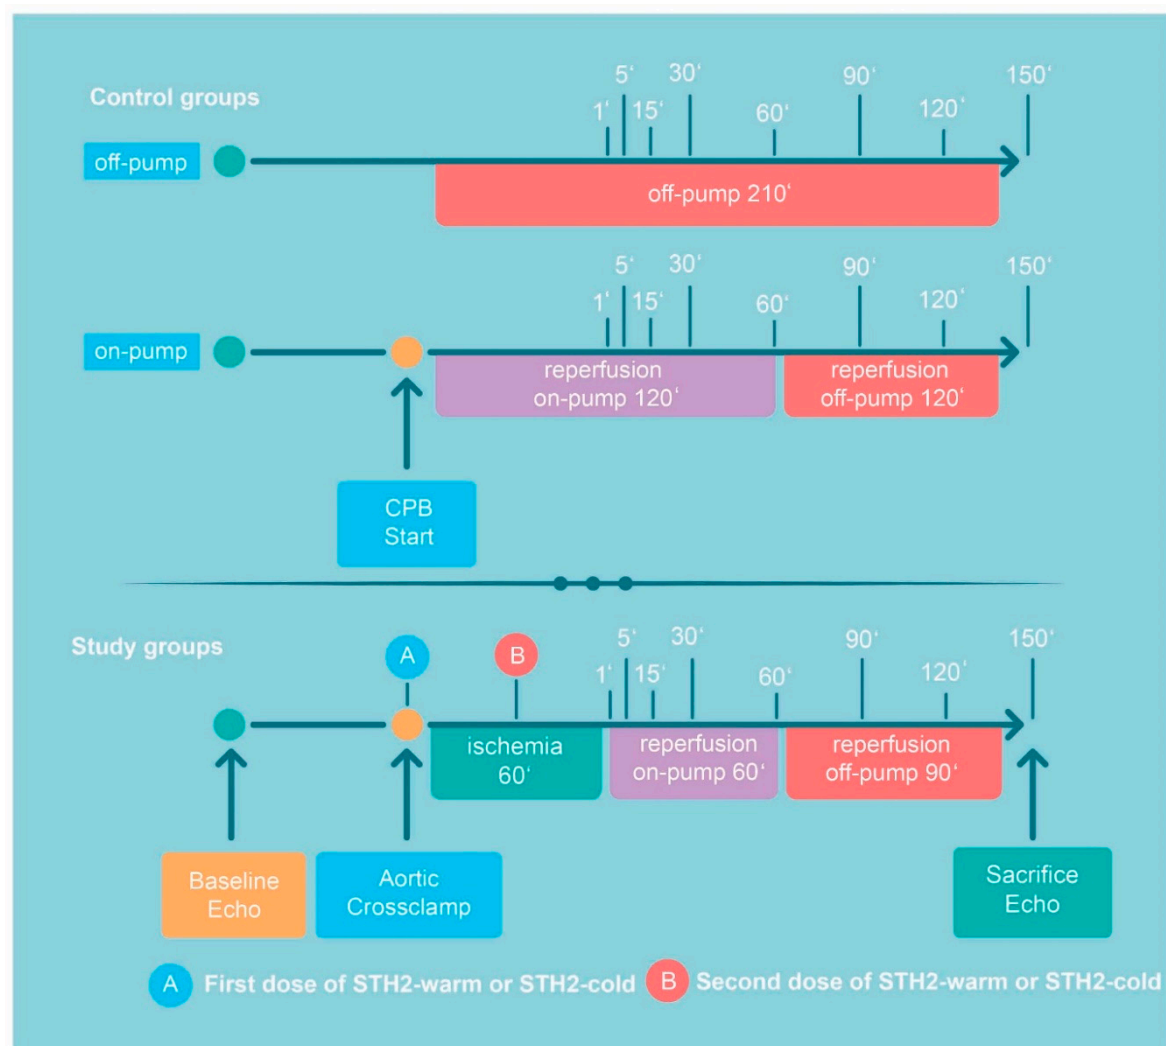 Control groups
1‘ 5‘ 15‘ 30‘ 60‘ 90‘ 120‘ 150‘
off-pump
off-pump 210‘
1‘ 5‘ 15‘ 30‘ 60‘ 90‘ 120‘ 150‘
on-pump
reperfusion
on-pump 120‘
reperfusion
off-pump 120‘
CPB
Start
Study groups
A
B
1‘ 5‘ 15‘ 30‘ 60‘ 90‘ 120‘ 150‘
ischemia
60‘
reperfusion
on-pump 60‘
reperfusion
off-pump 90‘
Baseline
Echo
Aortic
Crossclamp
Sacrifice
Echo
A First dose of STH2-warm or STH2-cold
B Second dose of STH2-warm or STH2-cold